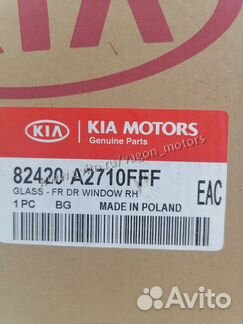 KIA
KIA KIA MOTORS
Genuine Parts
82420 A2710FFF
GLASS - FR DR WINDOW RH
1 PC BG MADE IN POLAND
EAC
Avito